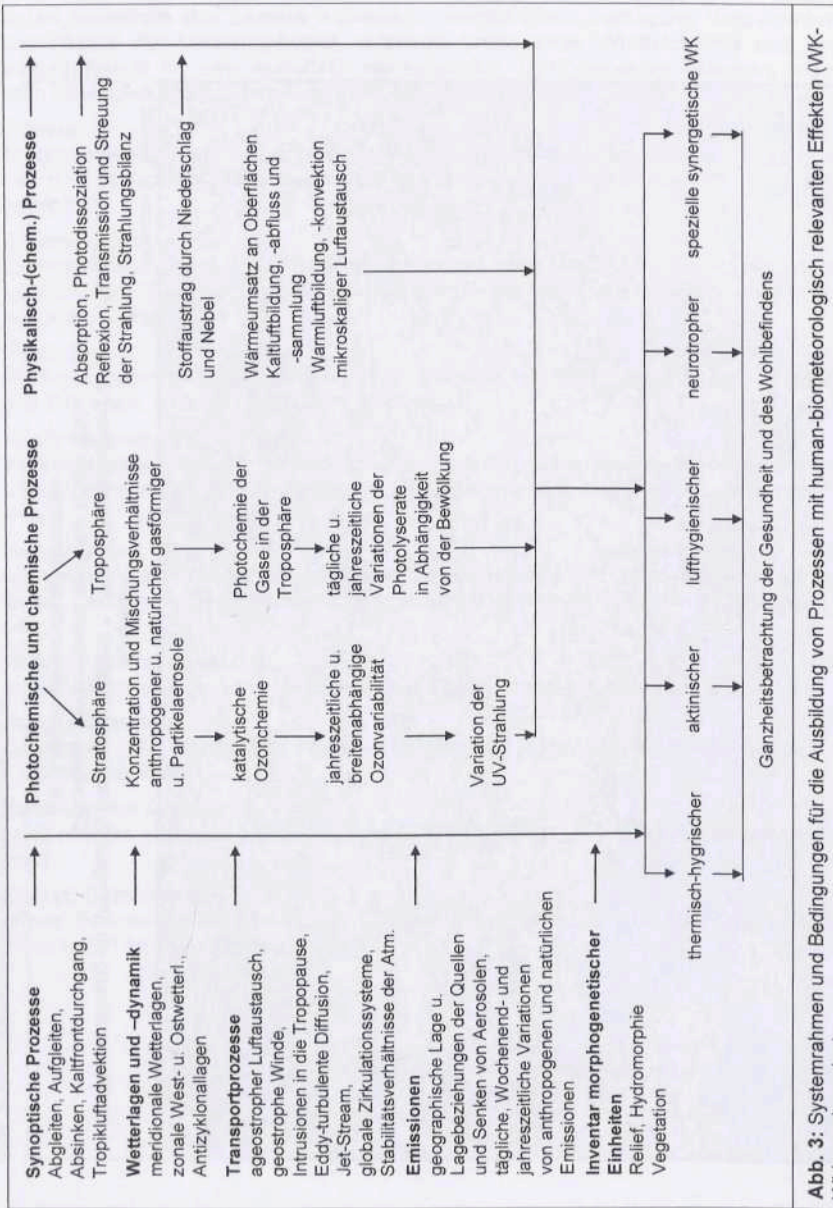 Synoptische Prozesse
Abgleiten, Aufgleiten,
Absinken, Kaltfrontdurchgang,
Tropikluftadvektion
Wetterlagen und –dynamik
meridionale Wetterlagen,
zonale West- u. Ostwetterl.,
Antizyklonallagen
Transportprozesse
ageostropher Luftaustausch,
geostrophe Winde,
Intrusionen in die Tropopause,
Eddy-turbulente Diffusion,
Jet-Stream,
globale Zirkulationssysteme,
Stabilitätsverhältnisse der Atm.
Emissionen
geographische Lage u.
Lagebeziehungen der Quellen
und Senken von Aerosolen,
tägliche, Wochenend- und
jahreszeitliche Variationen
von anthropogenen und natürlichen
Emissionen
Inventar morphogenetischer
Einheiten
Relief, Hydromorphie
Vegetation
Photochemische und chemische Prozesse
Stratosphäre
Troposphäre
Konzentration und Mischungsverhältnisse
anthropogener u. natürlicher gasförmiger
u. Partikelaerosole
katalytische
Ozonchemie
jahreszeitliche u.
breitenabhängige
Ozonvariabilität
Variation der
UV-Strahlung
Photochemie der
Gase in der
Troposphäre
tägliche u.
jahreszeitliche
Variationen der
Photolyserate
in Abhängigkeit
von der Bewölkung
Physikalisch-(chem.) Prozesse
Absorption, Photodissoziation
Reflexion, Transmission und Streuung
der Strahlung, Strahlungsbilanz
Stoffaustrag durch Niederschlag
und Nebel
Wärmeumsatz an Oberflächen
Kaltluftbildung, -abfluss und
-sammlung
Warmluftbildung, -konvektion
mikroskaliger Luftaustausch
thermisch-hygrischer
aktinischer
lufthygienischer
neurotropher
spezielle synergetische WK
Ganzheitsbetrachtung der Gesundheit und des Wohlbefindens
Abb. 3: Systemrahmen und Bedingungen für die Ausbildung von Prozessen mit human-biometeorologisch relevanten Effekten (WK-